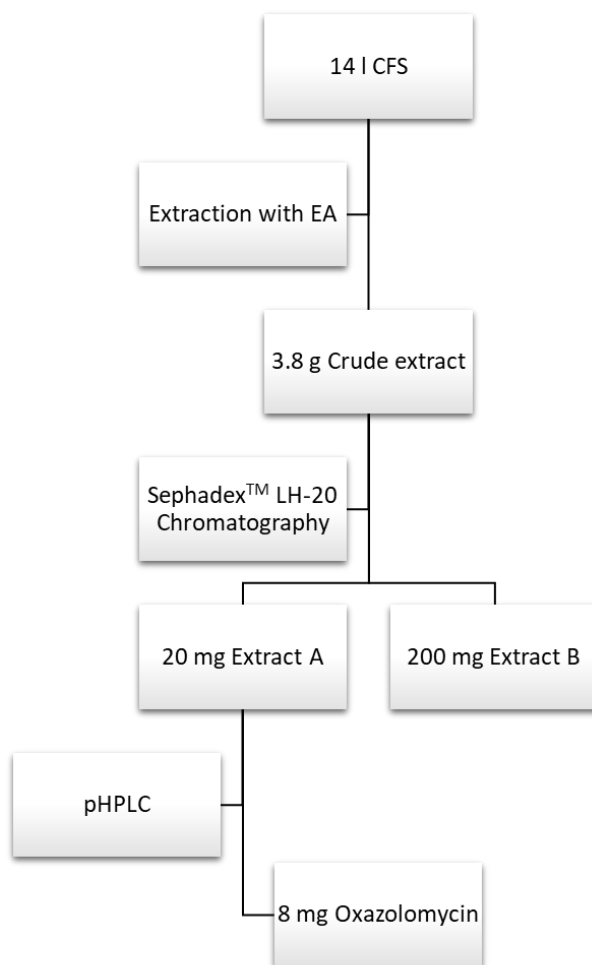 14 l CFS
Extraction with EA
3.8 g Crude extract
Sephadex™ LH-20
Chromatography
20 mg Extract A
200 mg Extract B
pHPLC
8 mg Oxazolomycin